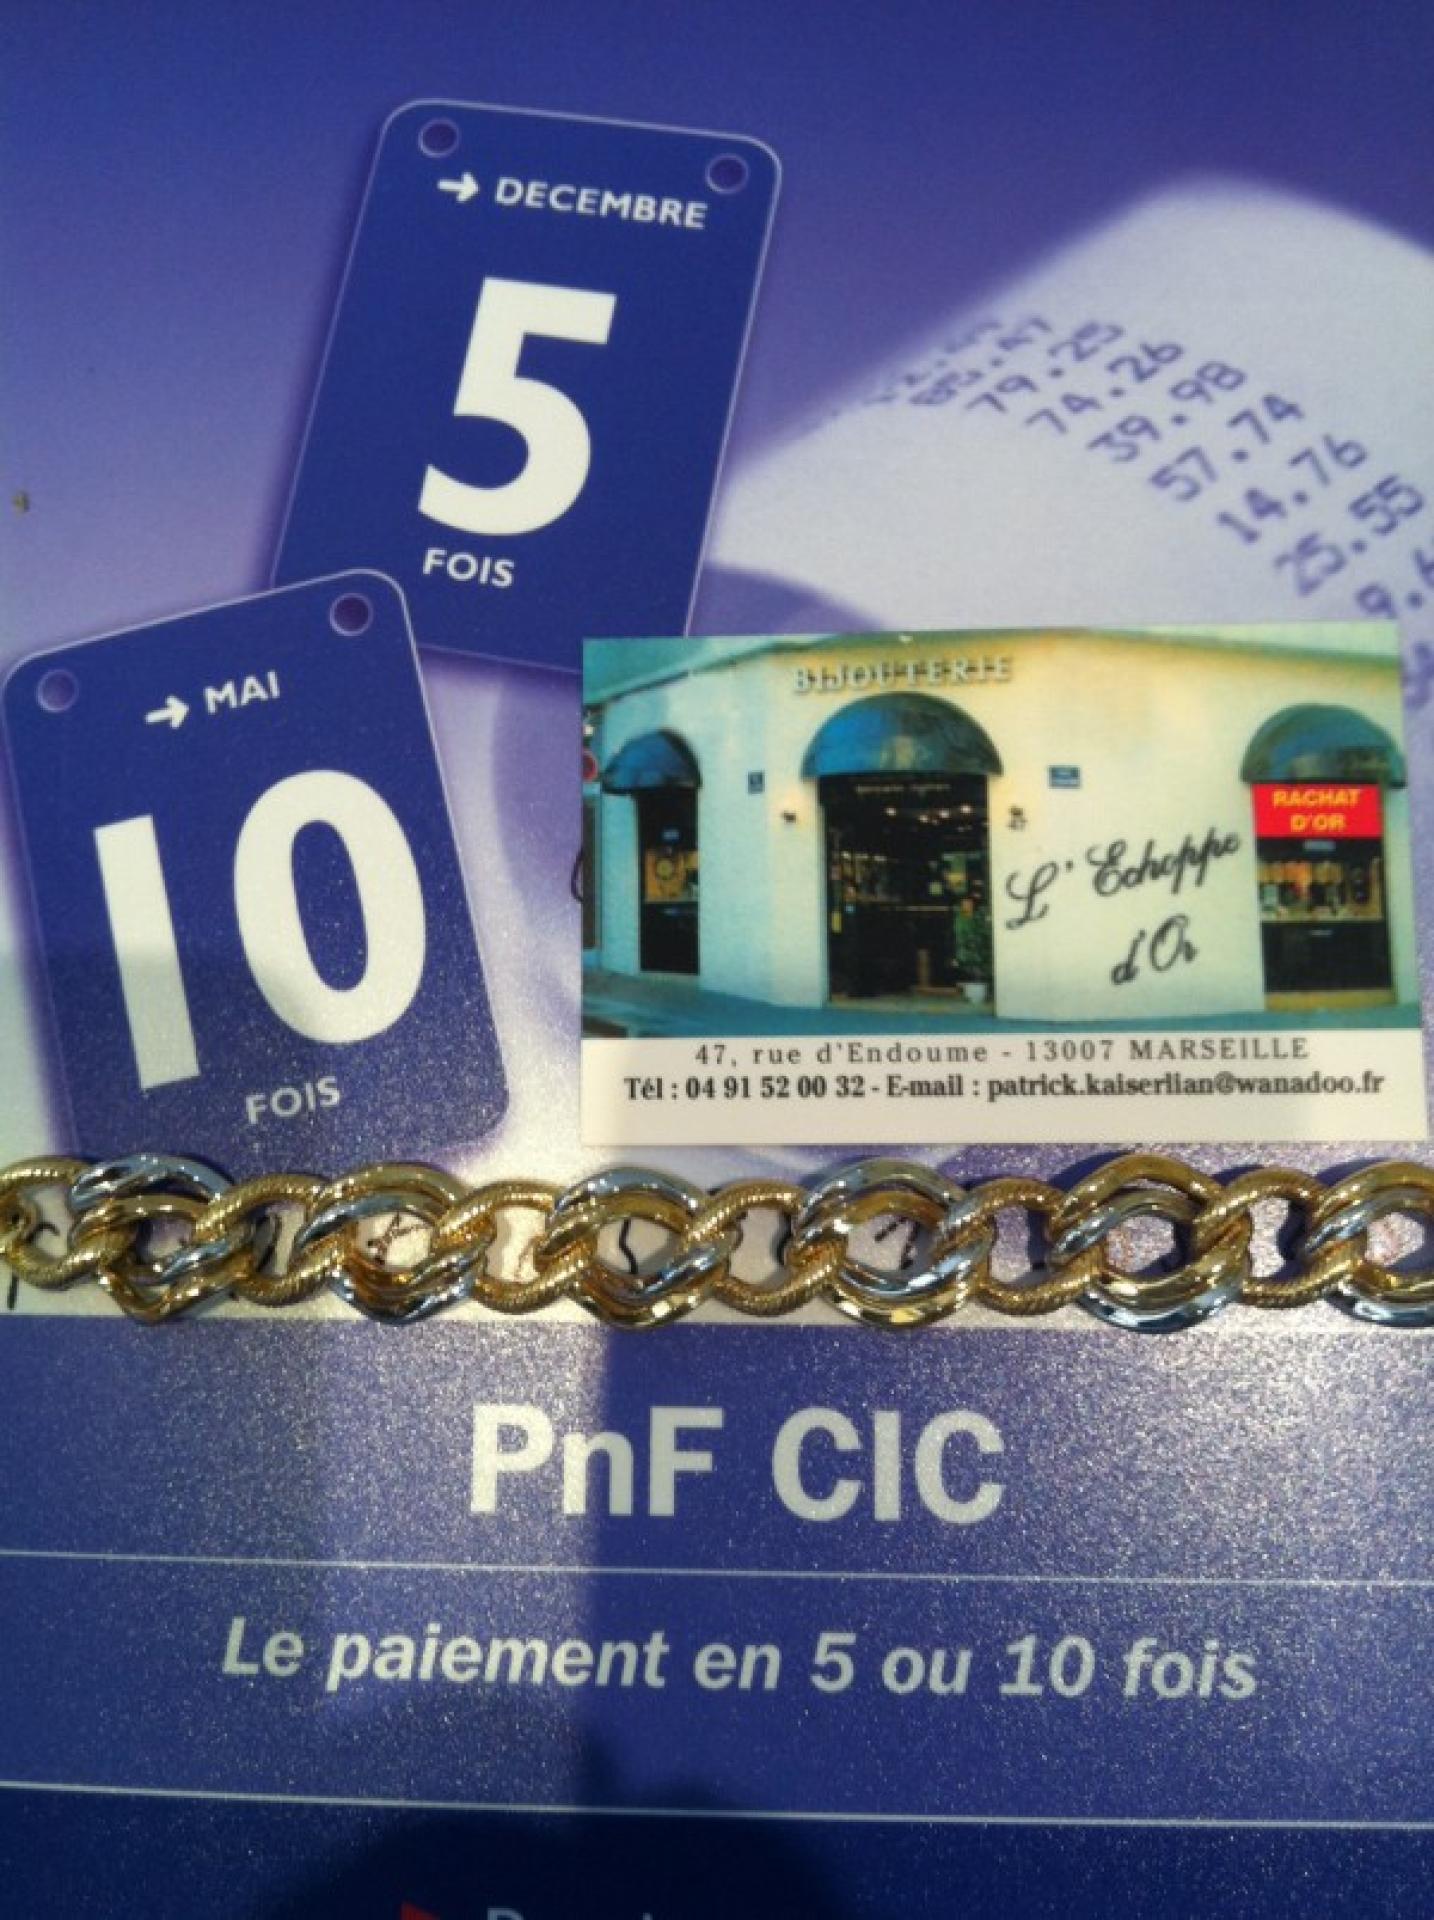 → DECEMBRE
5
FOIS
→ MAI
10
FOIS
79.25
74.26
39.98
57.74
14.76
25.55
BIJOUTERIE
RACHAT
D'OR
L'Echoppe
d'Or
47, rue d'Endoume - 13007 MARSEILLE
Tél : 04 91 52 00 32 - E-mail : patrick.kaiserlian@wanadoo.fr
PnF CIC
Le paiement en 5 ou 10 fois